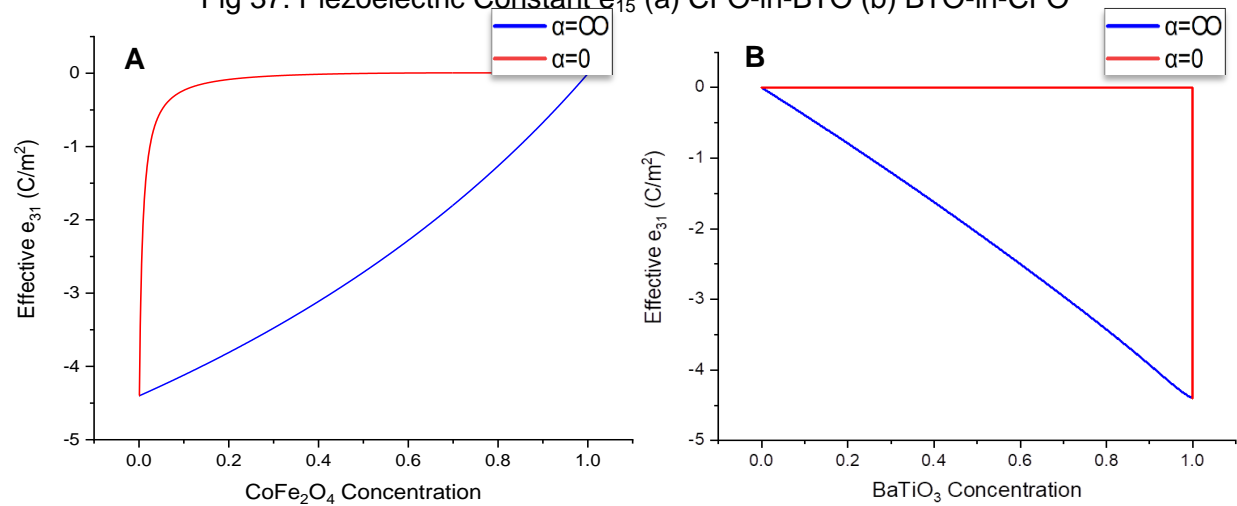 Fig 37: Piezoelectric Constant e₁₅ (a) CFO-in-BTO (b) BTO-in-CFO
A
α=∞
α=0
0
-1
-2
-3
-4
-5
Effective e₃₁ (C/m²)
0.0 0.2 0.4 0.6 0.8 1.0
CoFe₂O₄ Concentration
B
α=∞
α=0
0
-1
-2
-3
-4
-5
Effective e₃₁ (C/m²)
0.0 0.2 0.4 0.6 0.8 1.0
BaTiO₃ Concentration